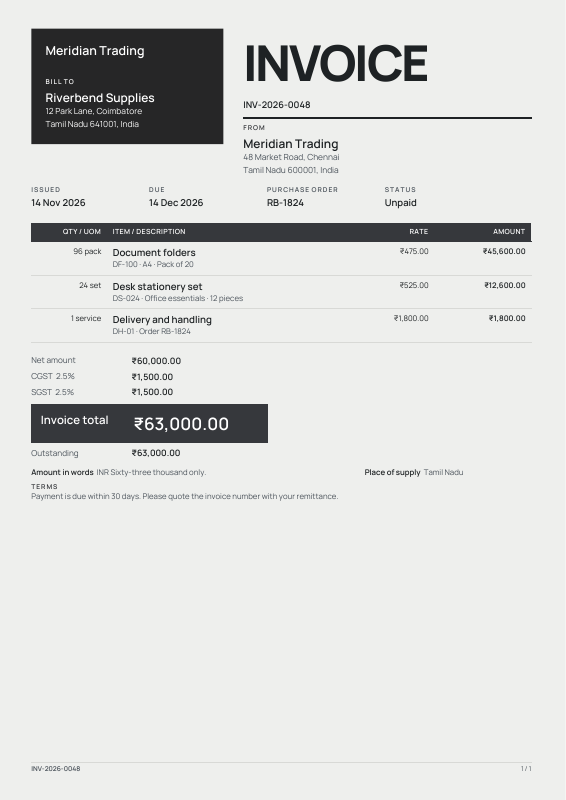 Meridian Trading
BILL TO
Riverbend Supplies
12 Park Lane, Coimbatore
Tamil Nadu 641001, India
INVOICE
INV-2026-0048
FROM
Meridian Trading
48 Market Road, Chennai
Tamil Nadu 600001, India
ISSUED DUE PURCHASE ORDER STATUS
14 Nov 2026 14 Dec 2026 RB-1824 Unpaid
QTY / UOM ITEM / DESCRIPTION RATE AMOUNT
96 pack Document folders ₹475.00 ₹45,600.00
DF-100 · A4 · Pack of 20
24 set Desk stationery set ₹525.00 ₹12,600.00
DS-024 · Office essentials · 12 pieces
1 service Delivery and handling ₹1,800.00 ₹1,800.00
DH-01 · Order RB-1824
Net amount ₹60,000.00
CGST 2.5% ₹1,500.00
SGST 2.5% ₹1,500.00
Invoice total ₹63,000.00
Outstanding ₹63,000.00
Amount in words INR Sixty-three thousand only. Place of supply Tamil Nadu
TERMS
Payment is due within 30 days. Please quote the invoice number with your remittance.
INV-2026-0048 1 / 1